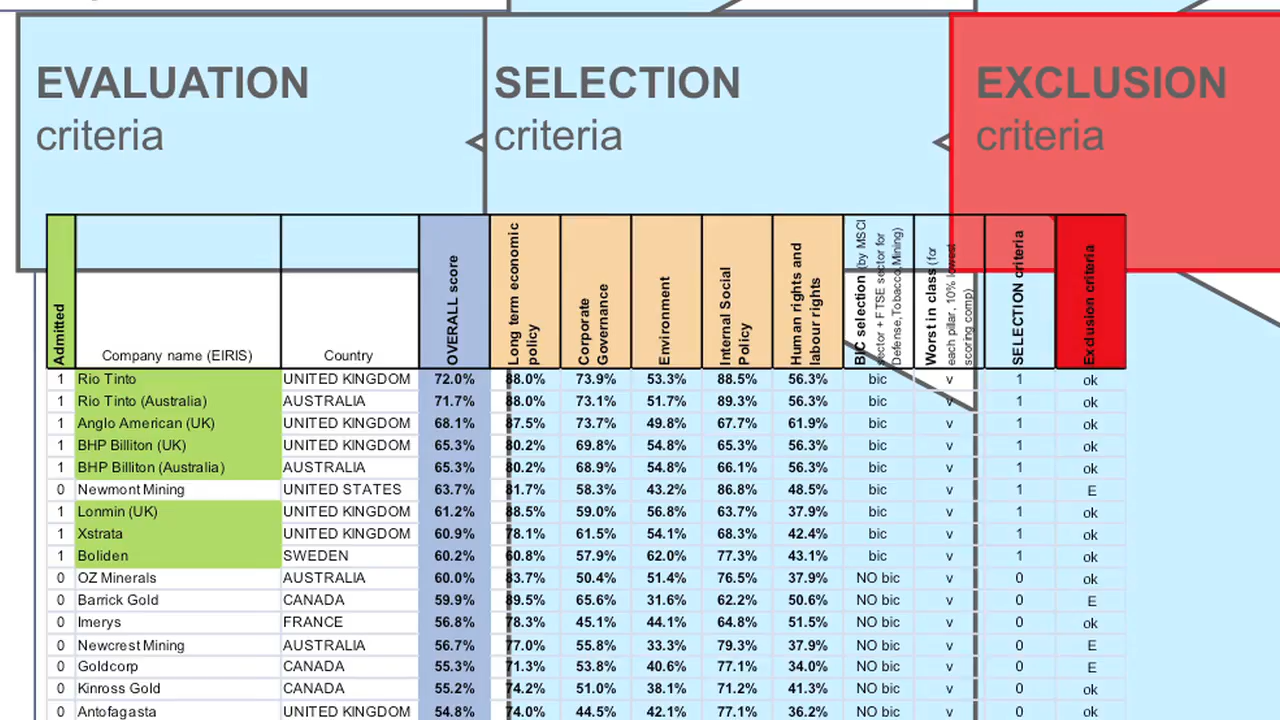 EVALUATION
criteria
SELECTION
criteria
EXCLUSION
criteria
Admitted
Company name (EIRIS)
Country
OVERALL score
Long term economic
policy
Corporate
Governance
Environment
Internal Social
Policy
Human rights and
labour rights
BIC selection (by MSCI
sector + FTSE sector for
Defense,Tobacco,Mining)
Worst in class (for
each pillar, 10% lowest
scoring comp)
SELECTION criteria
Exclusion criteria
1 Rio Tinto UNITED KINGDOM 72.0% 88.0% 73.9% 53.3% 88.5% 56.3% bic v 1 ok
1 Rio Tinto (Australia) AUSTRALIA 71.7% 88.0% 73.1% 51.7% 89.3% 56.3% bic v 1 ok
1 Anglo American (UK) UNITED KINGDOM 68.1% 87.5% 73.7% 49.8% 67.7% 61.9% bic v 1 ok
1 BHP Billiton (UK) UNITED KINGDOM 65.3% 80.2% 69.8% 54.8% 65.3% 56.3% bic v 1 ok
1 BHP Billiton (Australia) AUSTRALIA 65.3% 80.2% 68.9% 54.8% 66.1% 56.3% bic v 1 ok
0 Newmont Mining UNITED STATES 63.7% 81.7% 58.3% 43.2% 86.8% 48.5% bic v 1 E
1 Lonmin (UK) UNITED KINGDOM 61.2% 88.5% 59.0% 56.8% 63.7% 37.9% bic v 1 ok
1 Xstrata UNITED KINGDOM 60.9% 78.1% 61.5% 54.1% 68.3% 42.4% bic v 1 ok
1 Boliden SWEDEN 60.2% 60.8% 57.9% 62.0% 77.3% 43.1% bic v 1 ok
0 OZ Minerals AUSTRALIA 60.0% 83.7% 50.4% 51.4% 76.5% 37.9% NO bic v 0 ok
0 Barrick Gold CANADA 59.9% 89.5% 65.6% 31.6% 62.2% 50.6% NO bic v 0 E
0 Imerys FRANCE 56.8% 78.3% 45.1% 44.1% 64.8% 51.5% NO bic v 0 ok
0 Newcrest Mining AUSTRALIA 56.7% 77.0% 55.8% 33.3% 79.3% 37.9% NO bic v 0 E
0 Goldcorp CANADA 55.3% 71.3% 53.8% 40.6% 77.1% 34.0% NO bic v 0 E
0 Kinross Gold CANADA 55.2% 74.2% 51.0% 38.1% 71.2% 41.3% NO bic v 0 ok
0 Antofagasta UNITED KINGDOM 54.8% 74.0% 44.5% 42.1% 77.1% 36.2% NO bic v 0 ok